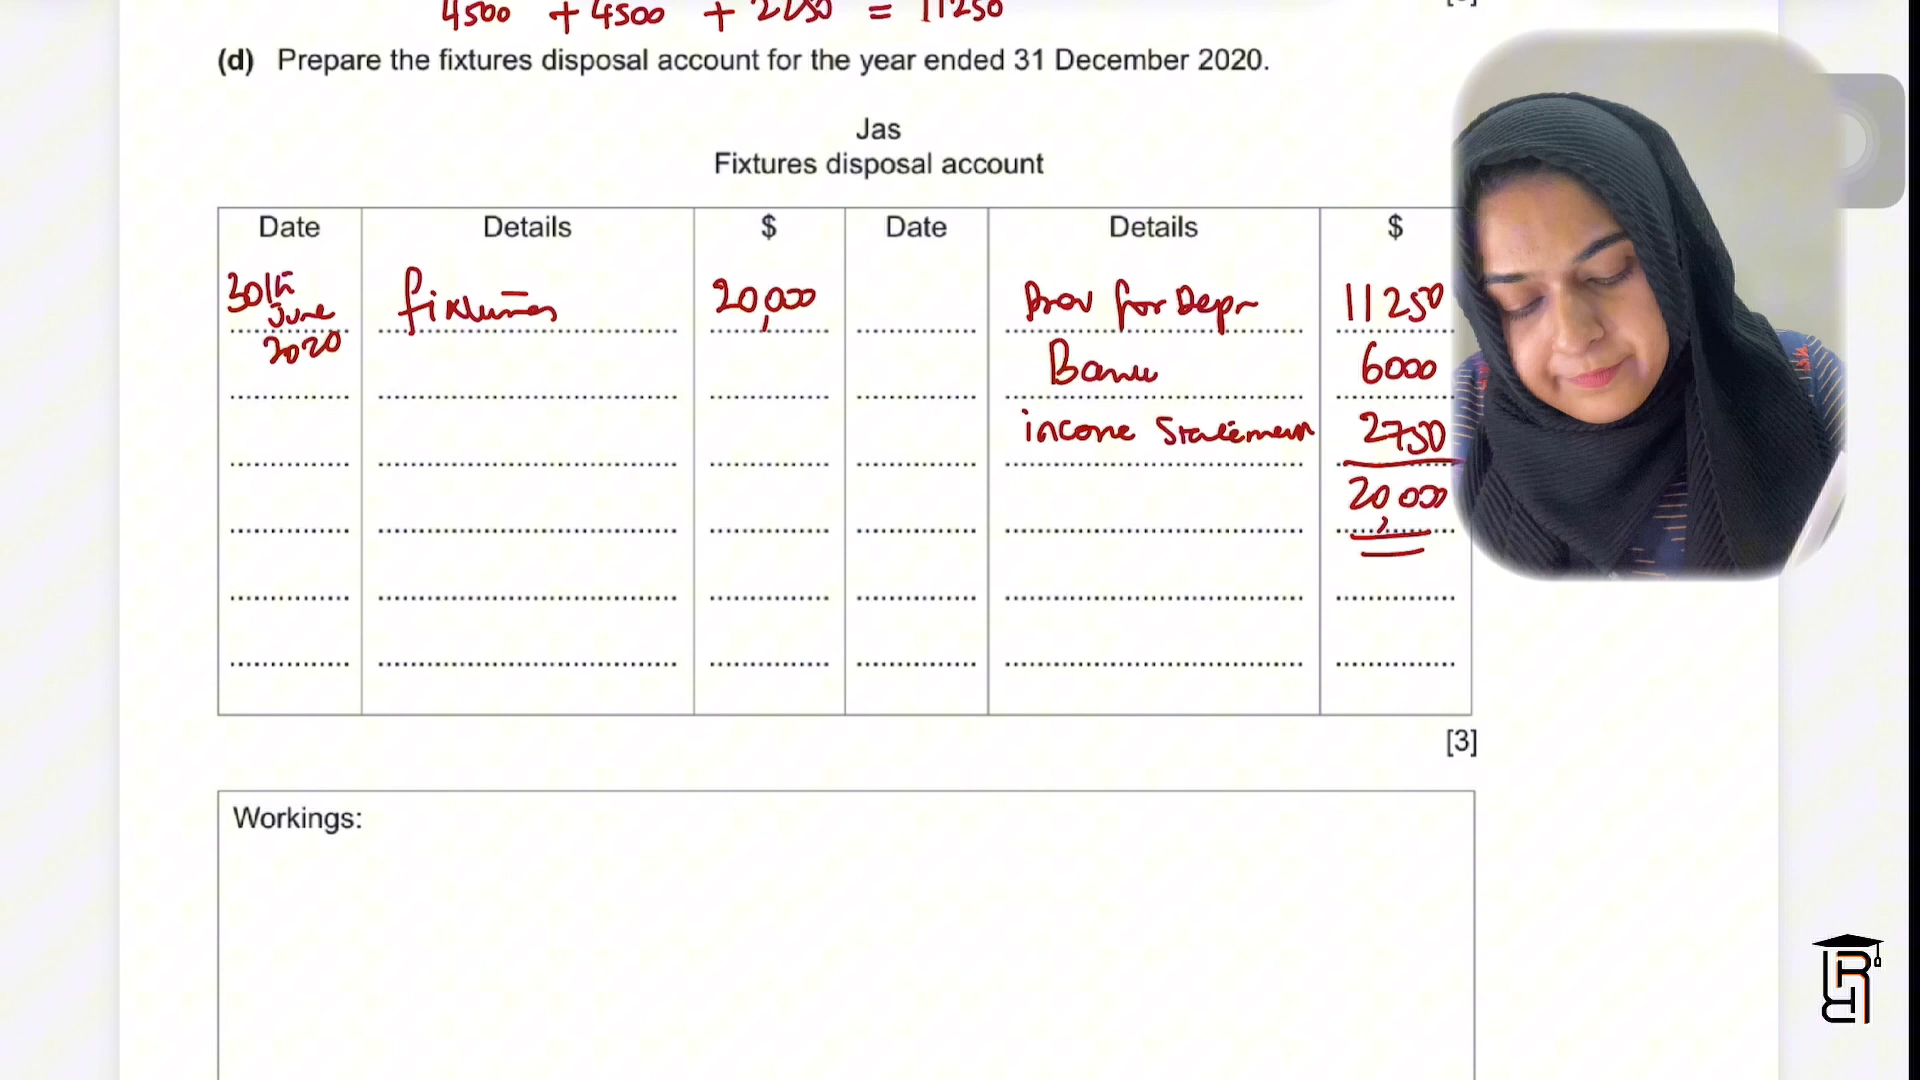 4500 + 4500 + 2250 = 11250
(d) Prepare the fixtures disposal account for the year ended 31 December 2020.
Jas
Fixtures disposal account
Date Details $ Date Details $
30th June 2020 fixtures 20,000 Prov for Depr 11250
Bank 6000
income Statement 2750
20,000
[3]
Workings: